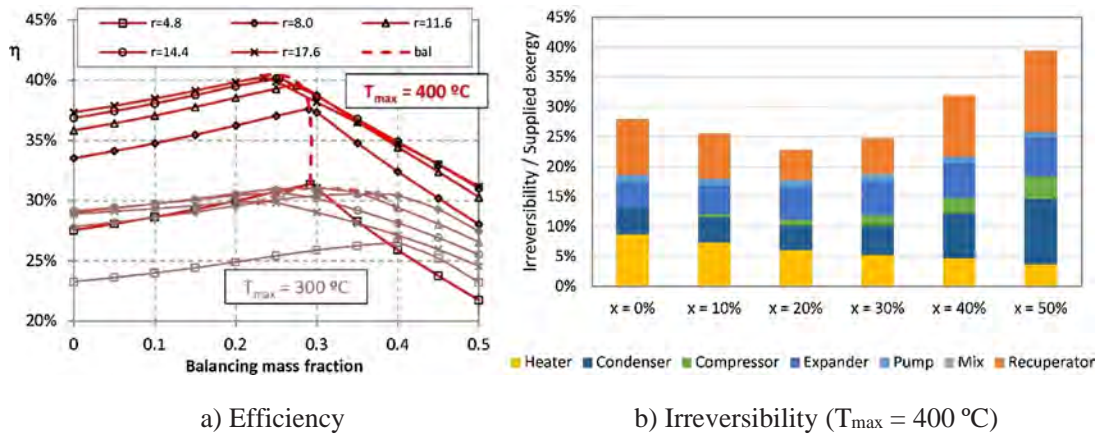 45%
40%
35%
30%
25%
20%
η
r=4.8 r=8.0 r=11.6
r=14.4 r=17.6 bal
Tmax = 400 ºC
Tmax = 300 ºC
0 0.1 0.2 0.3 0.4 0.5
Balancing mass fraction
a) Efficiency
Irreversibility / Supplied exergy
45%
40%
35%
30%
25%
20%
15%
10%
5%
0%
x = 0% x = 10% x = 20% x = 30% x = 40% x = 50%
Heater Condenser Compressor Expander Pump Mix Recuperator
b) Irreversibility (Tmax = 400 ºC)